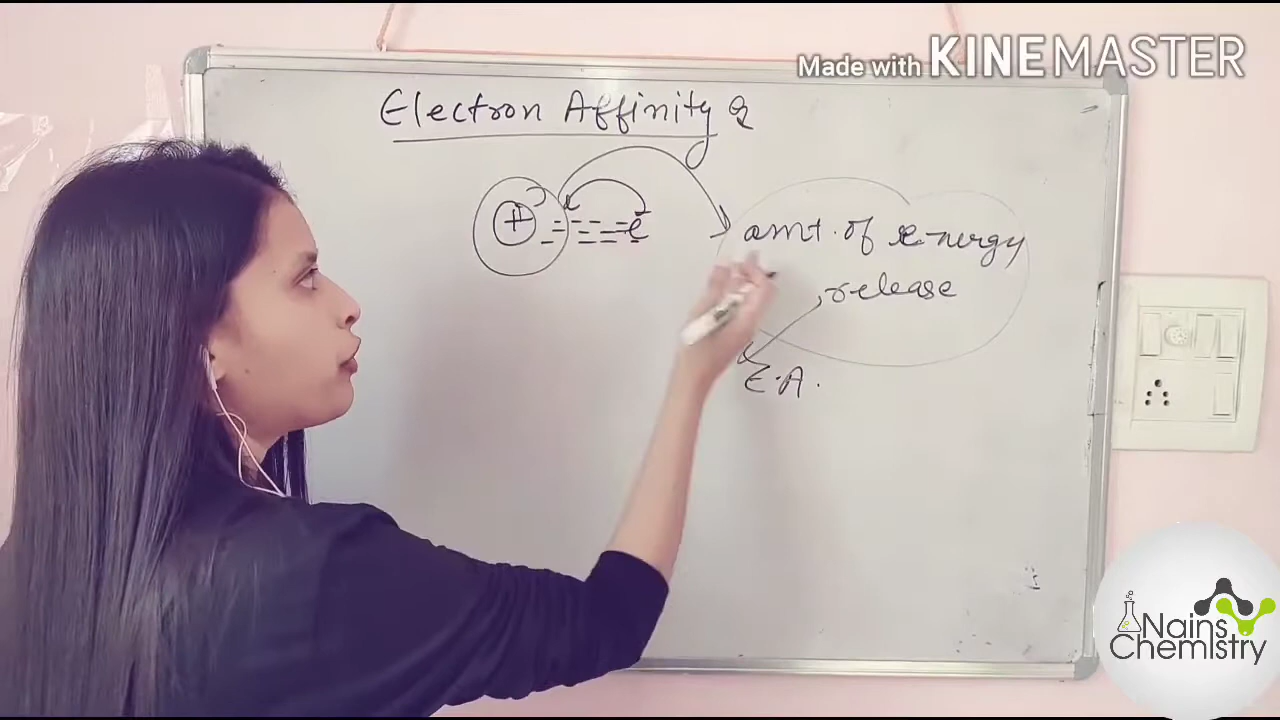 Made with KINEMASTER
Electron Affinity
+
e
amt. of energy
release
E.A.
Nains
Chemistry